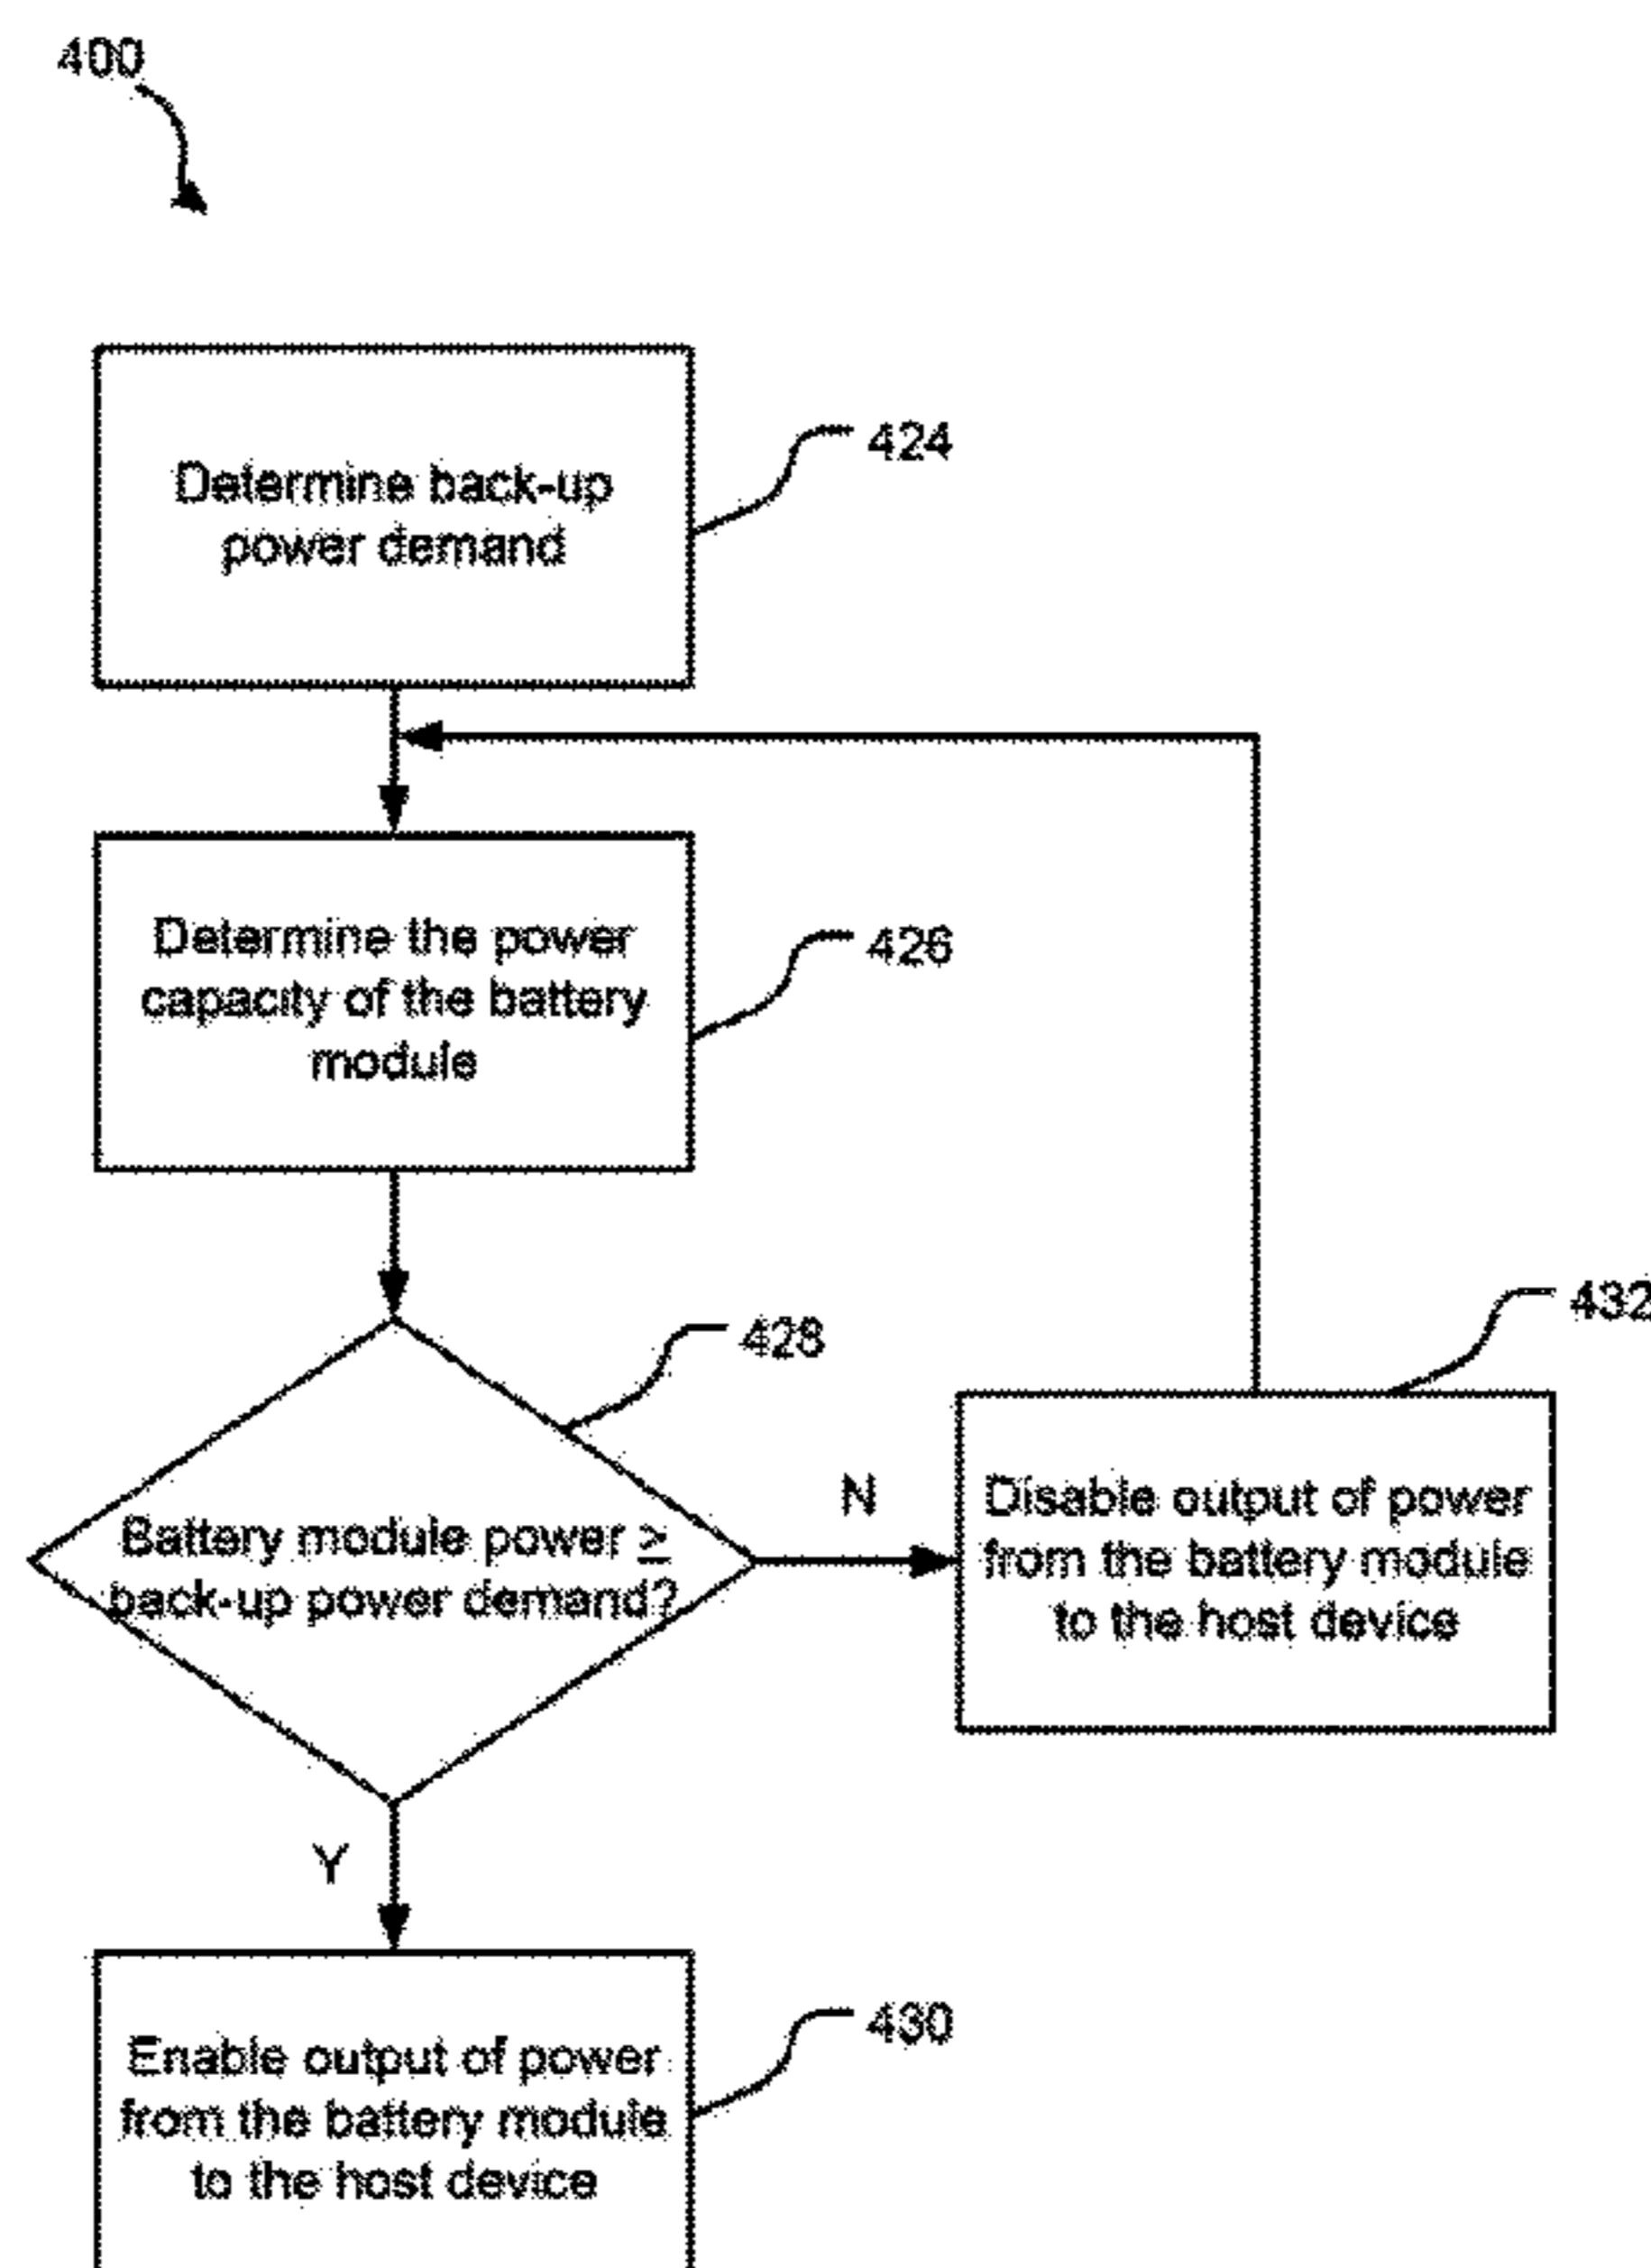 400
Determine back-up
power demand
424
Determine the power
capacity of the battery
module
426
428
Battery module power ≥
back-up power demand?
N
432
Disable output of power
from the battery module
to the host device
Y
Enable output of power
from the battery module
to the host device
430